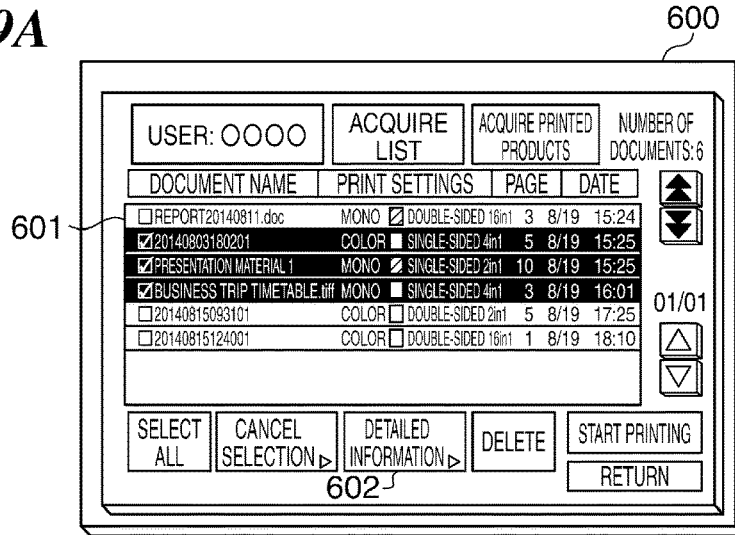 9A
600
USER: OOOO
ACQUIRE
LIST
ACQUIRE PRINTED
PRODUCTS
NUMBER OF
DOCUMENTS: 6
DOCUMENT NAME PRINT SETTINGS PAGE DATE
601
REPORT20140811.doc MONO DOUBLE-SIDED 16in1 3 8/19 15:24
20140803180201 COLOR SINGLE-SIDED 4in1 5 8/19 15:25
PRESENTATION MATERIAL 1 MONO SINGLE-SIDED 2in1 10 8/19 15:25
BUSINESS TRIP TIMETABLE.tiff MONO SINGLE-SIDED 4in1 3 8/19 16:01
20140815093101 COLOR DOUBLE-SIDED 2in1 5 8/19 17:25
20140815124001 COLOR DOUBLE-SIDED 16in1 1 8/19 18:10
01/01
SELECT
ALL
CANCEL
SELECTION
DETAILED
INFORMATION
DELETE
START PRINTING
RETURN
602